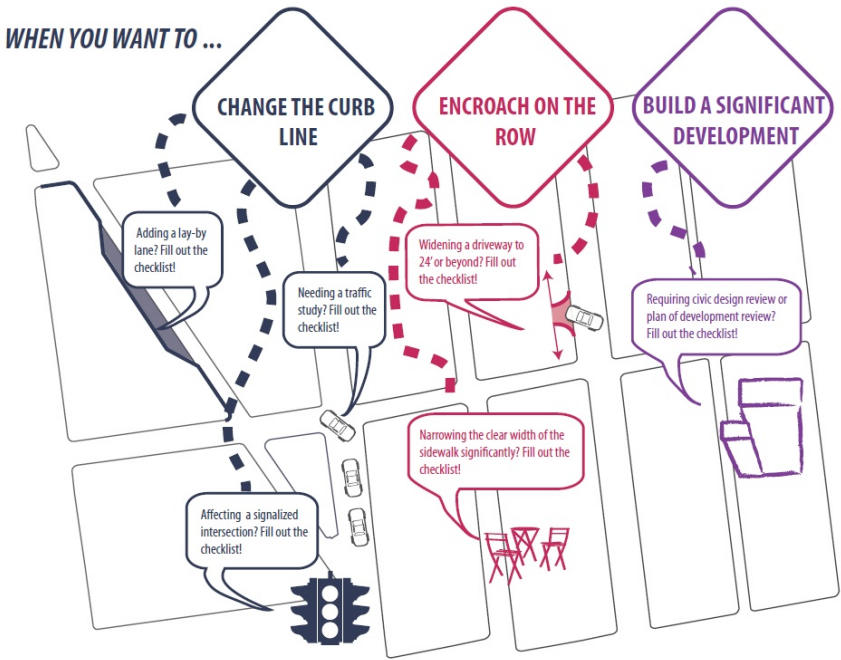 WHEN YOU WANT TO ...
CHANGE THE CURB
LINE
ENCROACH ON THE
ROW
BUILD A SIGNIFICANT
DEVELOPMENT
Adding a lay-by
lane? Fill out the
checklist!
Needing a traffic
study? Fill out the
checklist!
Affecting a signalized
intersection? Fill out the
checklist!
Widening a driveway to
24' or beyond? Fill out
the checklist!
Narrowing the clear width of the
sidewalk significantly? Fill out the
checklist!
Requiring civic design review or
plan of development review?
Fill out the checklist!